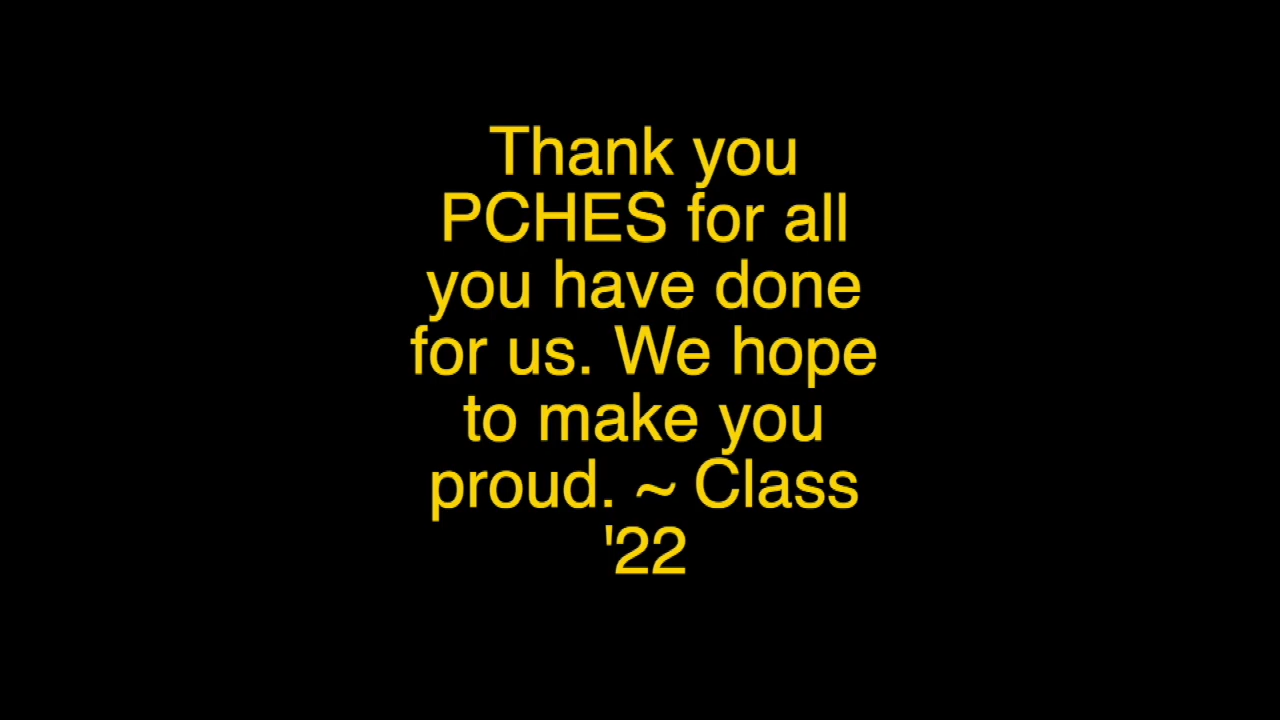 Thank you
PCHES for all
you have done
for us. We hope
to make you
proud. ~ Class
'22